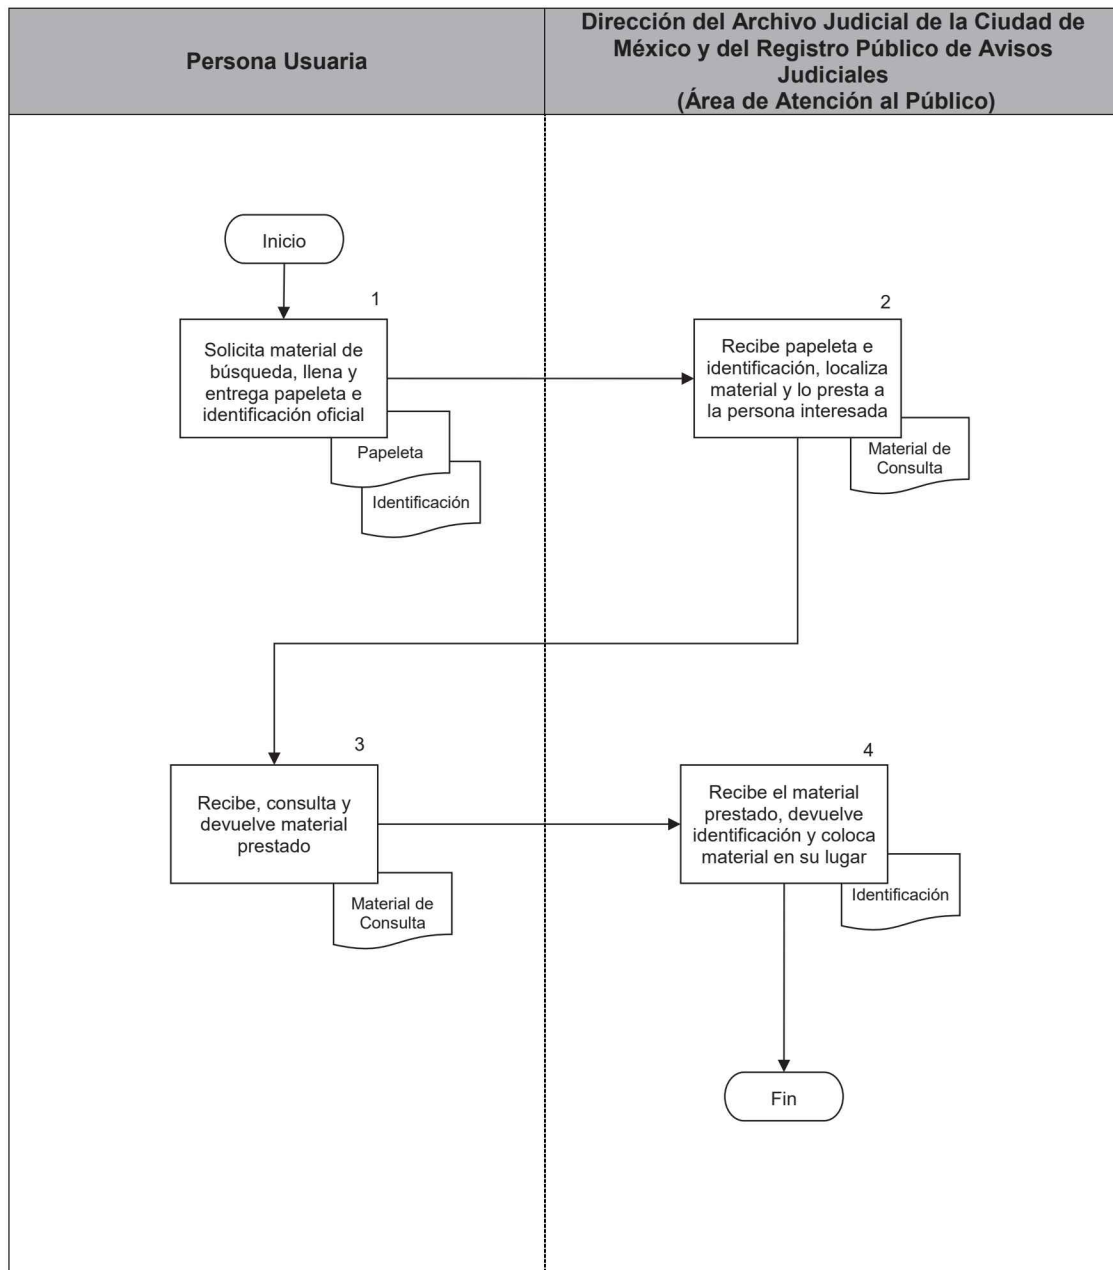 Persona Usuaria
Dirección del Archivo Judicial de la Ciudad de
México y del Registro Público de Avisos
Judiciales
(Área de Atención al Público)
Inicio
1
Solicita material de
búsqueda, llena y
entrega papeleta e
identificación oficial
Papeleta
Identificación
2
Recibe papeleta e
identificación, localiza
material y lo presta a
la persona interesada
Material de
Consulta
3
Recibe, consulta y
devuelve material
prestado
Material de
Consulta
4
Recibe el material
prestado, devuelve
identificación y coloca
material en su lugar
Identificación
Fin